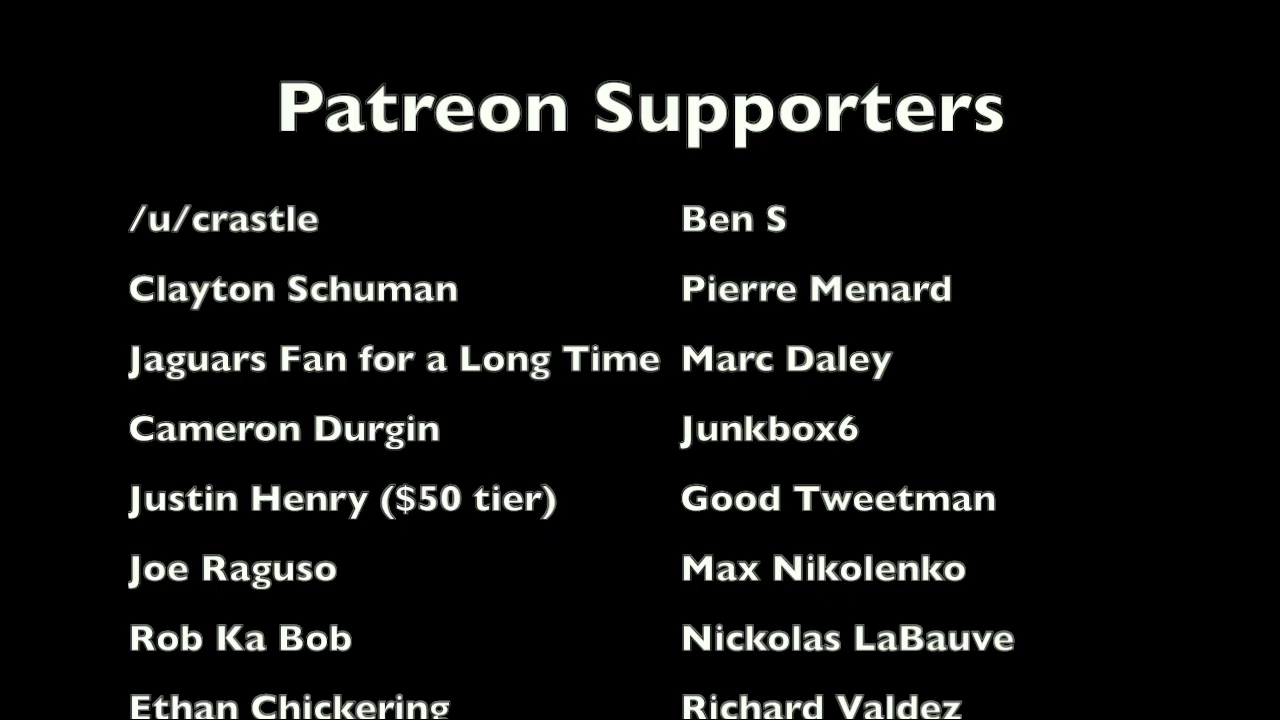 Patreon Supporters
/u/crastle
Ben S
Clayton Schuman
Pierre Menard
Jaguars Fan for a Long Time
Marc Daley
Cameron Durgin
Junkbox6
Justin Henry ($50 tier)
Good Tweetman
Joe Raguso
Max Nikolenko
Rob Ka Bob
Nickolas LaBauve
Ethan Chickering
Richard Valdez